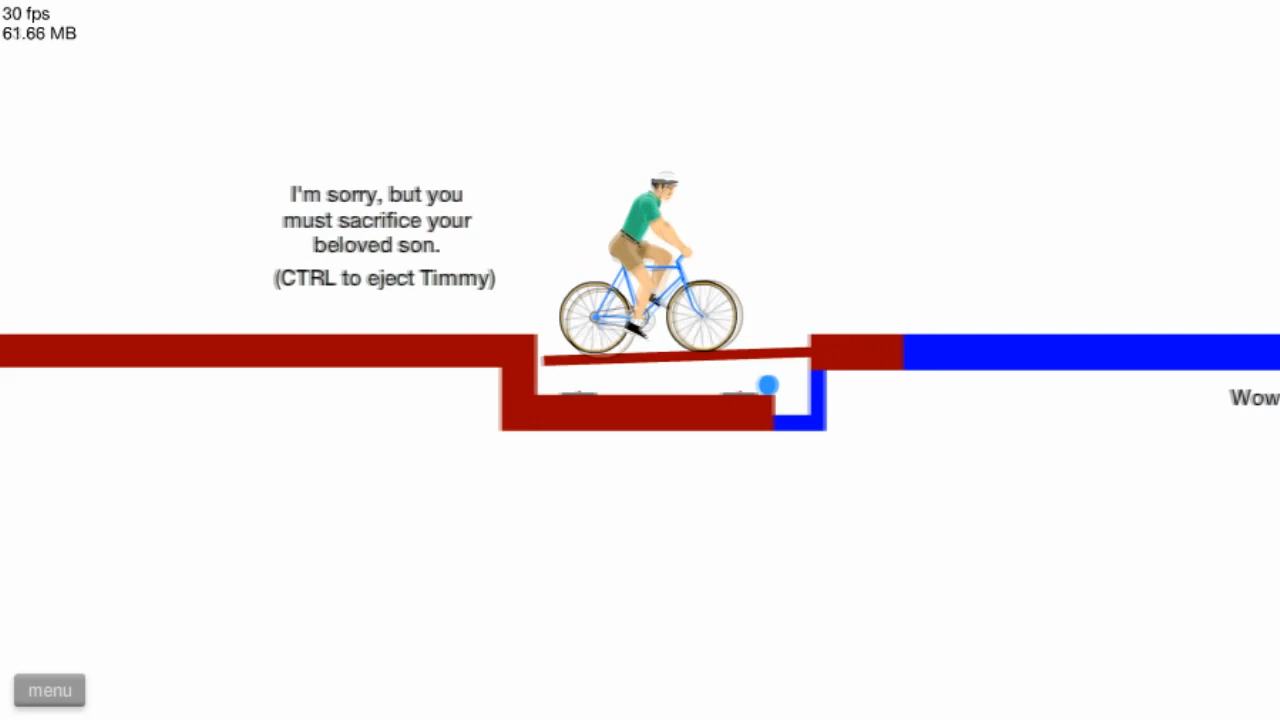 30 fps
61.66 MB
I'm sorry, but you
must sacrifice your
beloved son.
(CTRL to eject Timmy)
Wow
menu